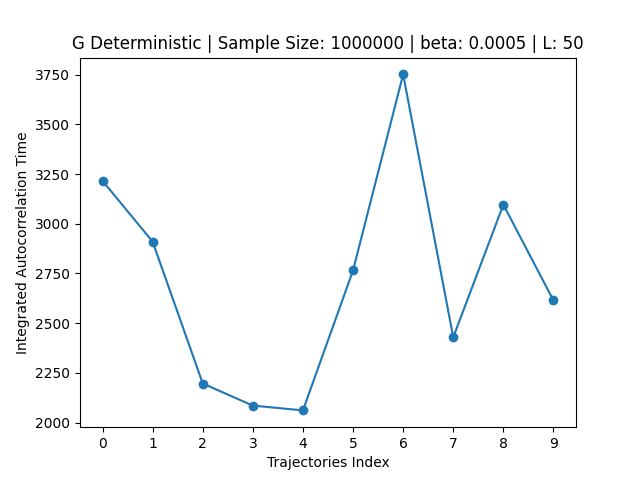 G Deterministic | Sample Size: 1000000 | beta: 0.0005 | L: 50
3750
3500
3250
3000
2750
2500
2250
2000
Integrated Autocorrelation Time
0 1 2 3 4 5 6 7 8 9
Trajectories Index